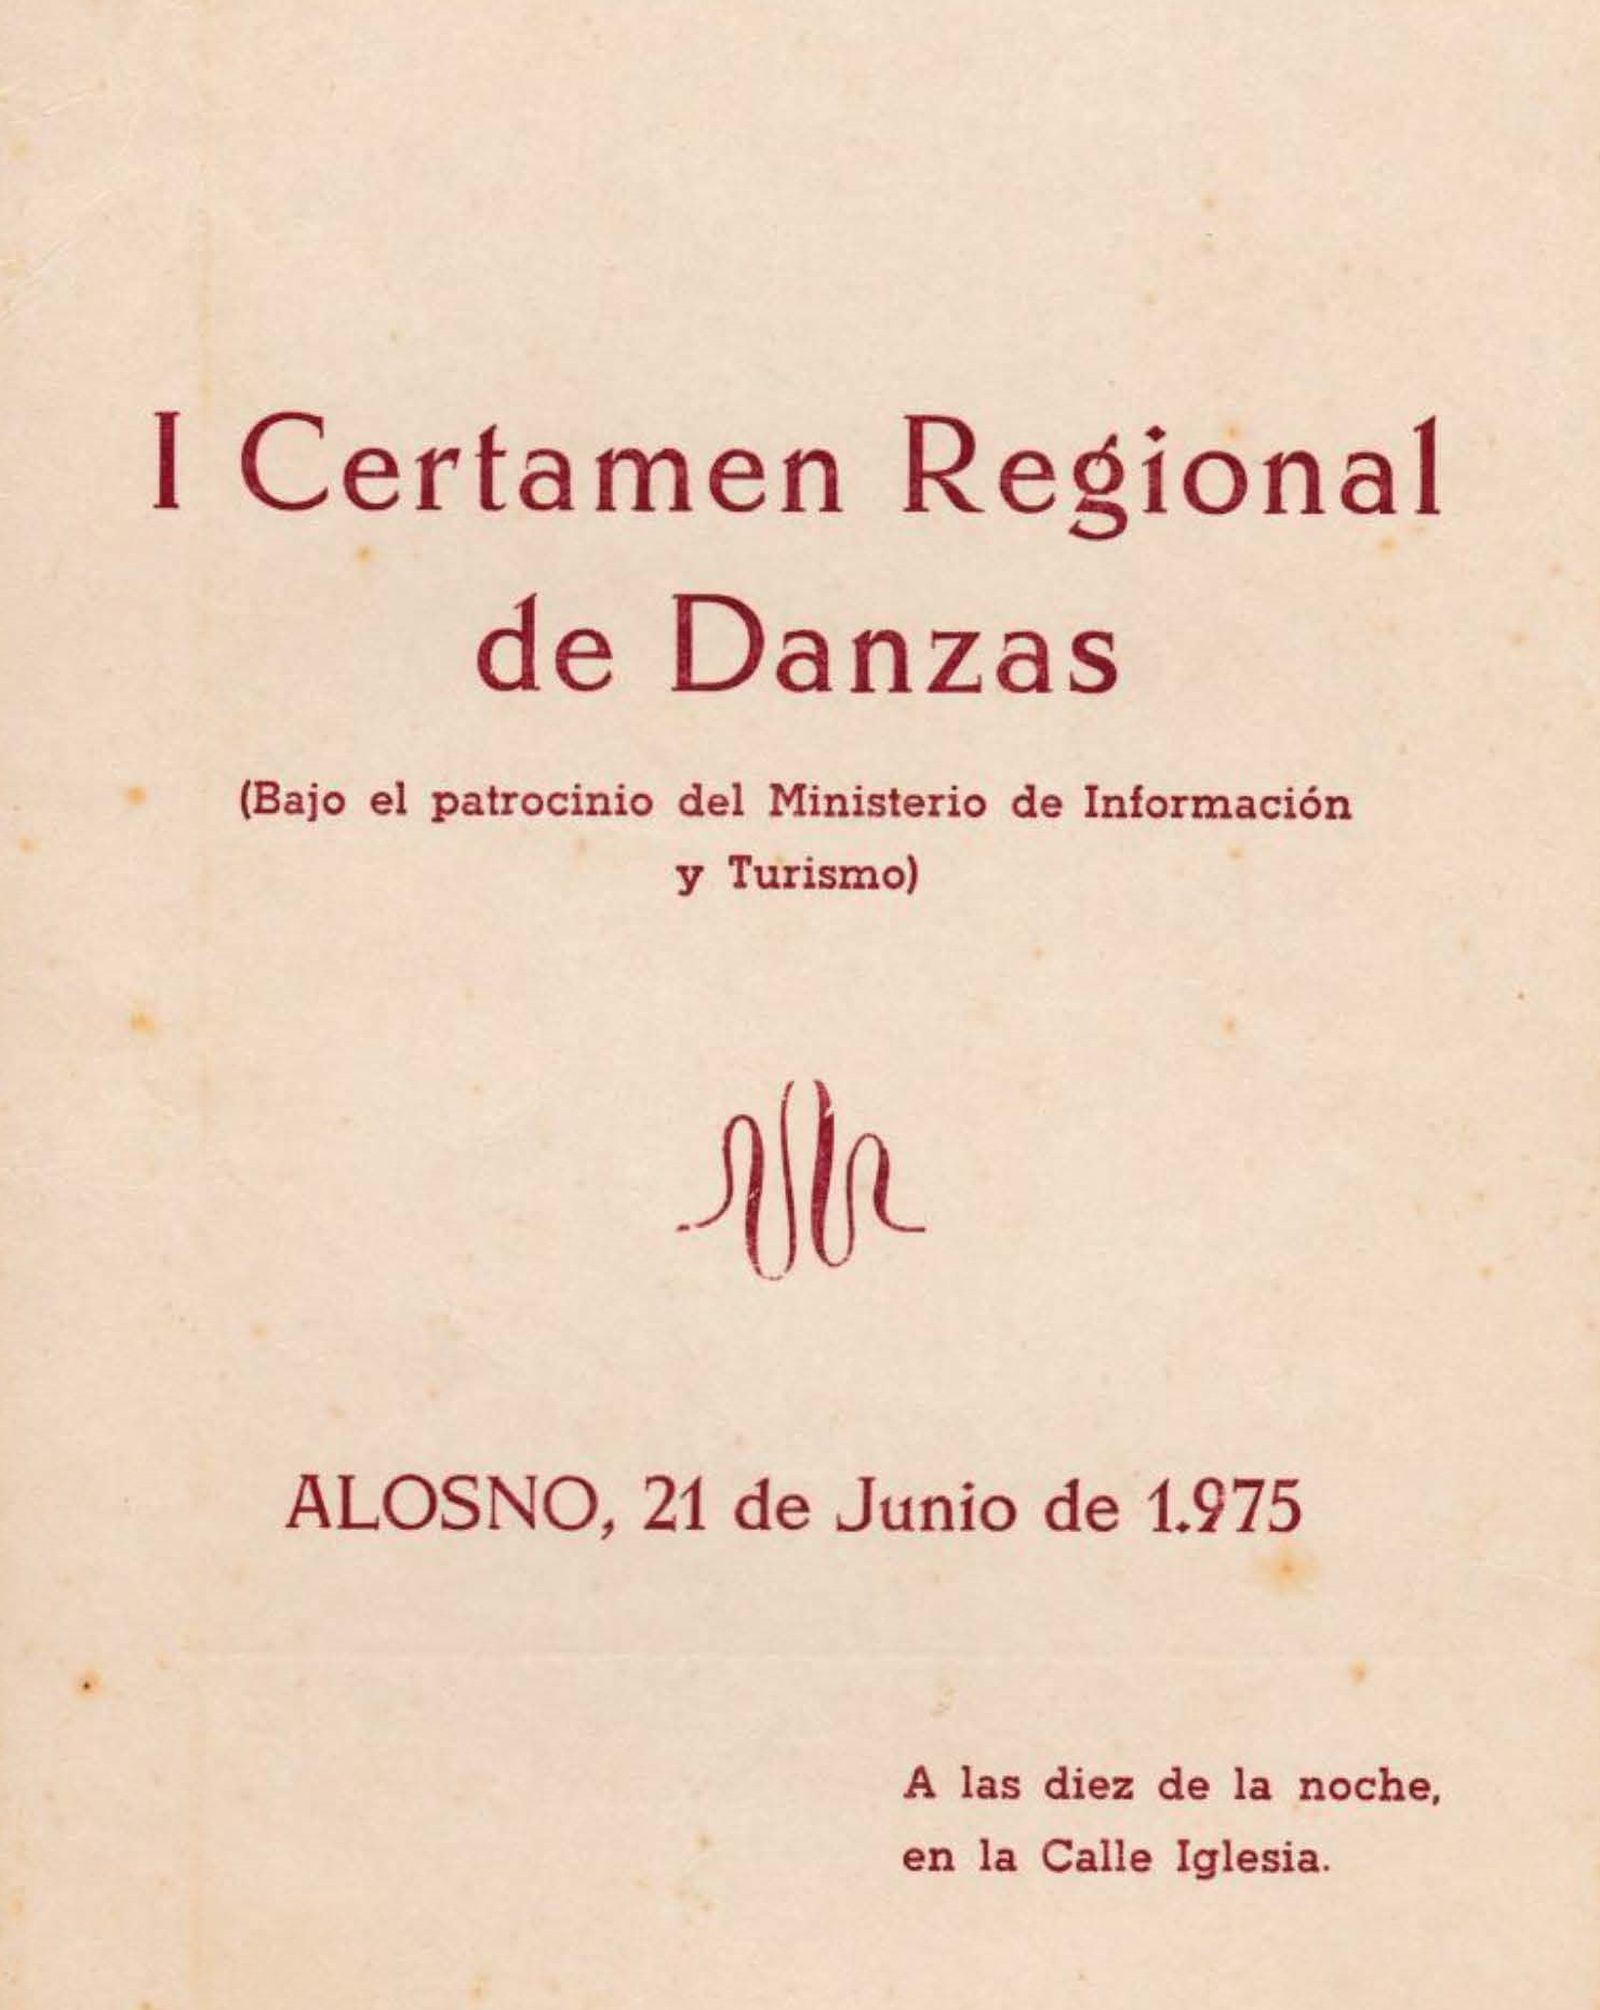 I Certamen Regional
de Danzas
(Bajo el patrocinio del Ministerio de Información
y Turismo)
ALOSNO, 21 de Junio de 1.975
A las diez de la noche,
en la Calle Iglesia.